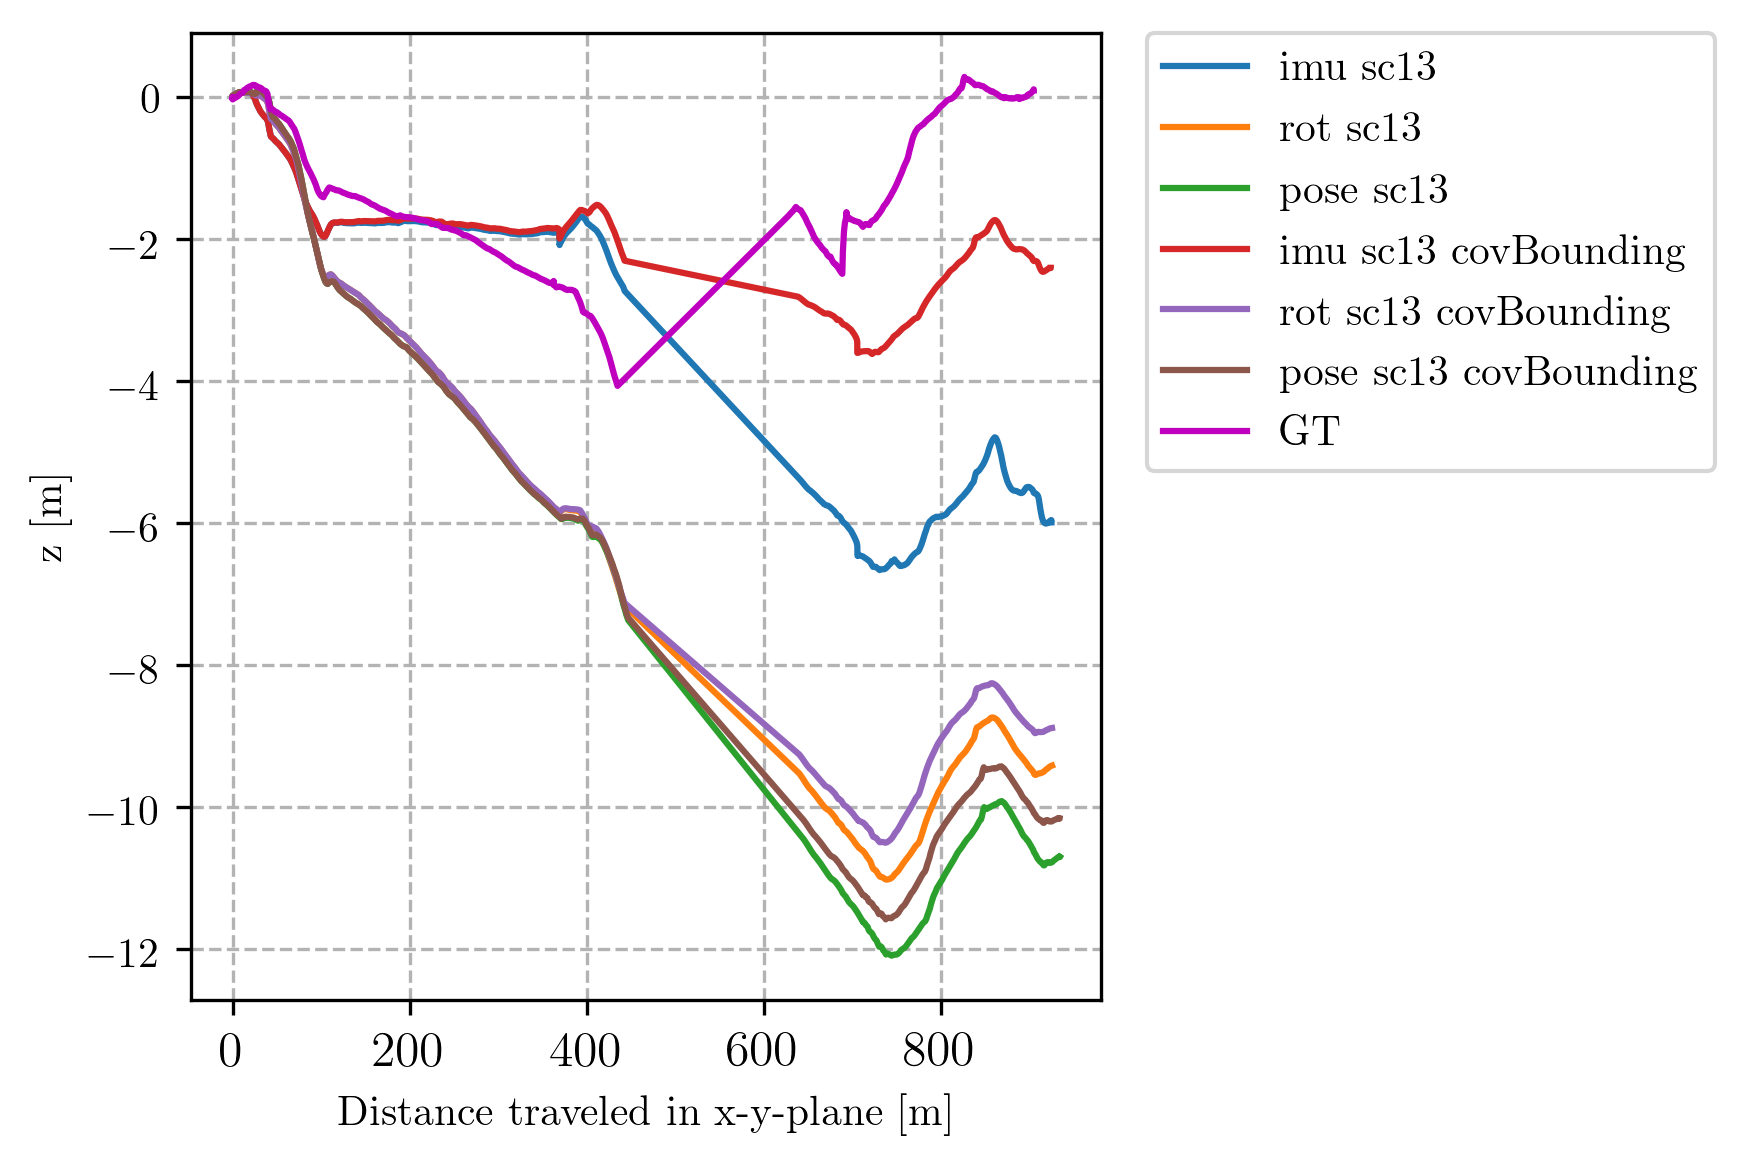 imu sc13
rot sc13
pose sc13
imu sc13 covBounding
rot sc13 covBounding
pose sc13 covBounding
GT
0
−2
−4
−6
−8
−10
−12
z [m]
0 200 400 600 800
Distance traveled in x-y-plane [m]